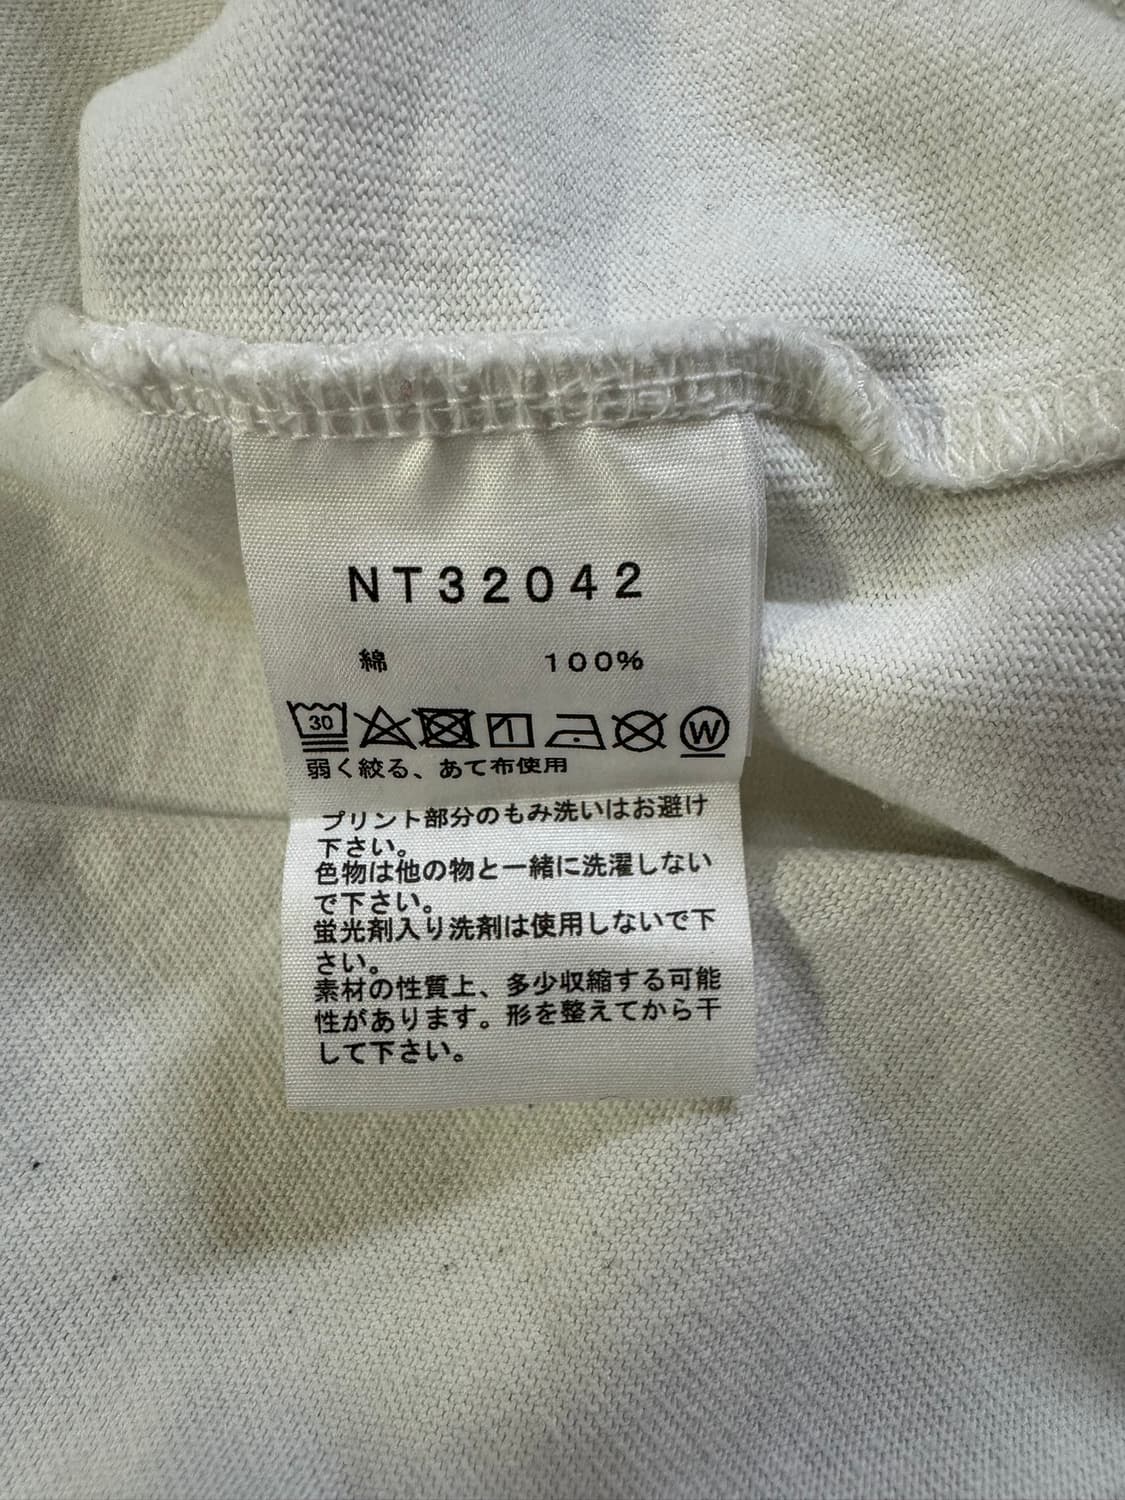 NT32042
綿 100%
30 W
弱く絞る、あて布使用
プリント部分のもみ洗いはお避け
下さい。
色物は他の物と一緒に洗濯しない
で下さい。
蛍光剤入り洗剤は使用しないで下
さい。
素材の性質上、多少収縮する可能
性があります。形を整えてから干
して下さい。